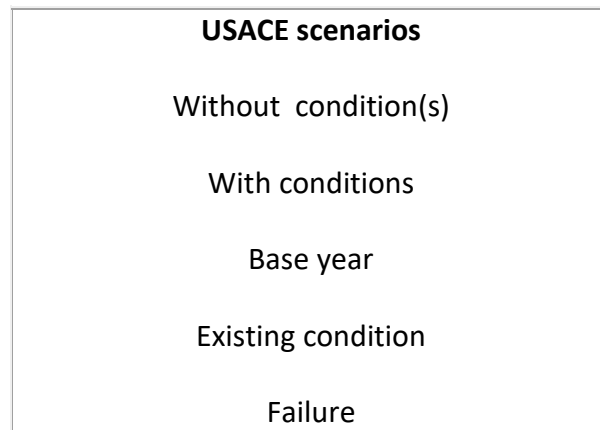 USACE scenarios
Without condition(s)
With conditions
Base year
Existing condition
Failure